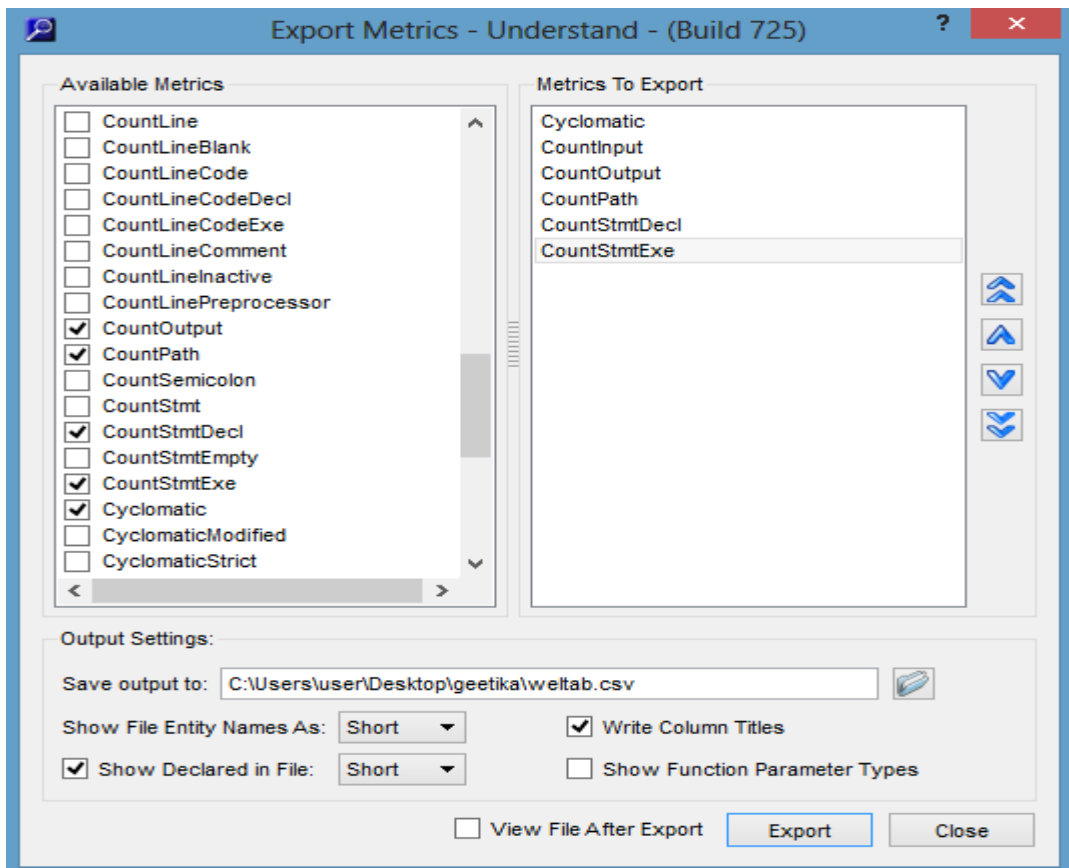 Export Metrics - Understand - (Build 725)
?
Available Metrics
CountLine
CountLineBlank
CountLineCode
CountLineCodeDecl
CountLineCodeExe
CountLineComment
CountLineInactive
CountLinePreprocessor
CountOutput
CountPath
CountSemicolon
CountStmt
CountStmtDecl
CountStmtEmpty
CountStmtExe
Cyclomatic
CyclomaticModified
CyclomaticStrict
Metrics To Export
Cyclomatic
CountInput
CountOutput
CountPath
CountStmtDecl
CountStmtExe
Output Settings:
Save output to: C:\Users\user\Desktop\geetika\weltab.csv
Show File Entity Names As: Short Write Column Titles
Show Declared in File: Short Show Function Parameter Types
View File After Export Export Close